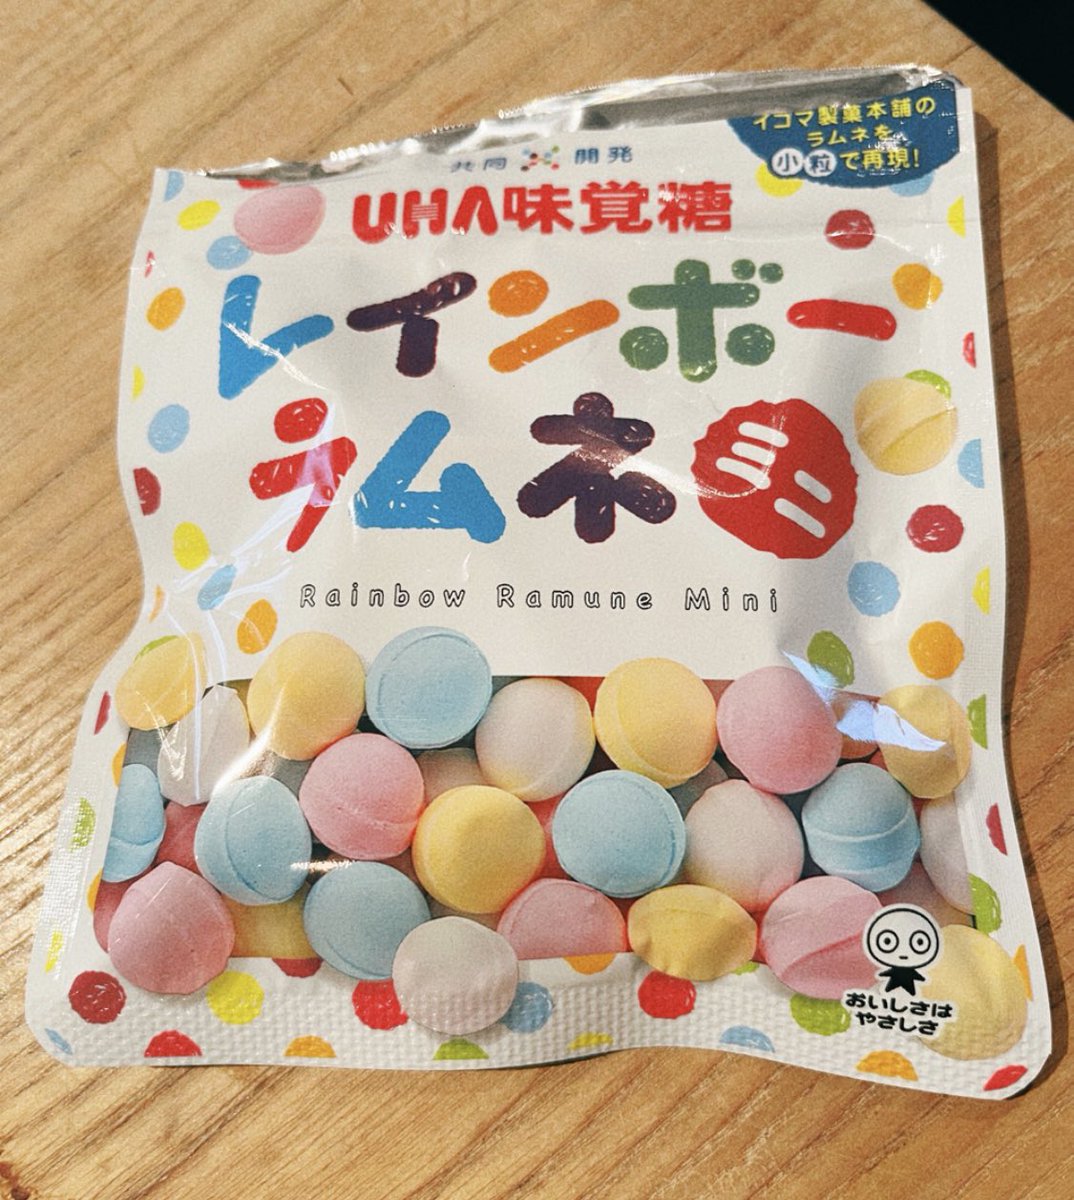 イコマ製菓本舗の
ラムネを
小粒で再現!
共同 開発
UHA味覚糖
レインボー
ラムネミニ
Rainbow Ramune Mini
おいしさは
やさしさ